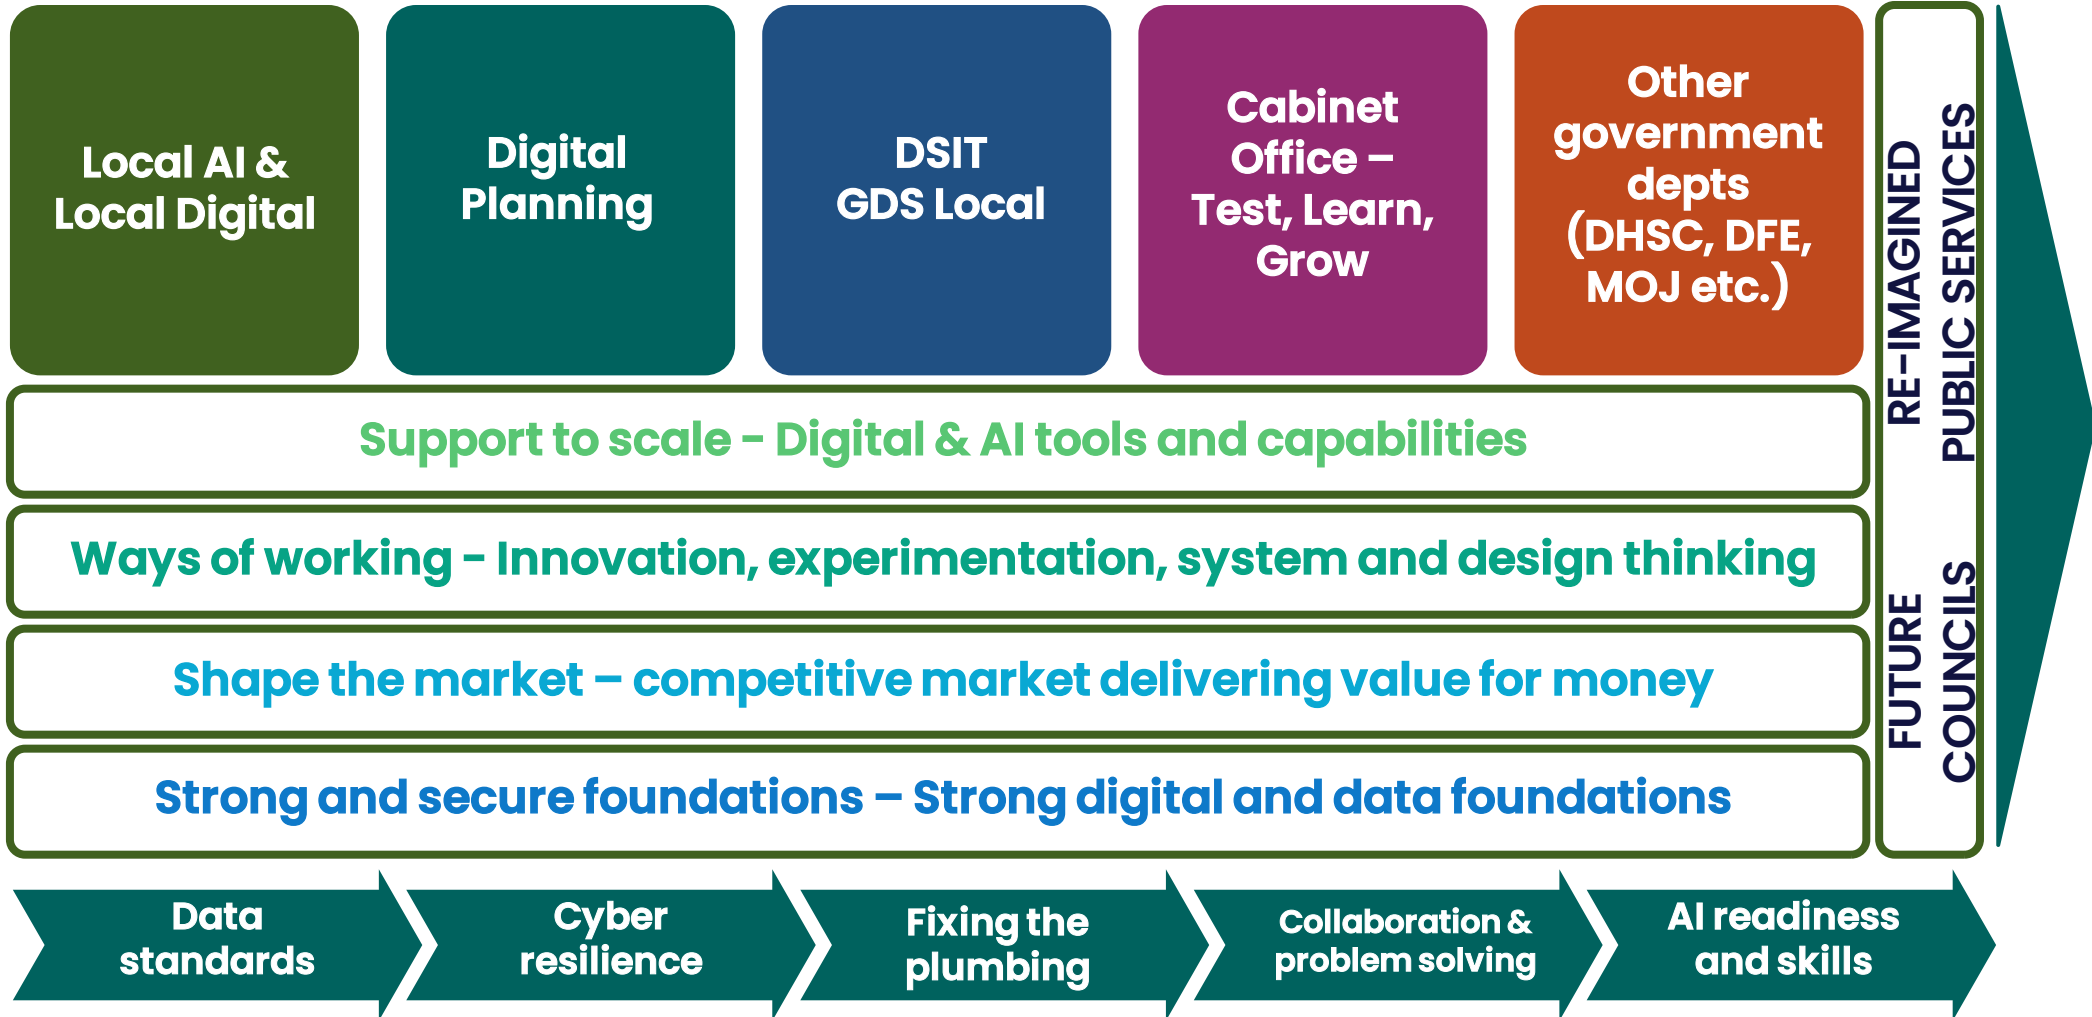 Local AI &
Local Digital
Digital
Planning
DSIT
GDS Local
Cabinet
Office –
Test, Learn,
Grow
Other
government
depts
(DHSC, DFE,
MOJ etc.)
Support to scale - Digital & AI tools and capabilities
Ways of working - Innovation, experimentation, system and design thinking
Shape the market – competitive market delivering value for money
Strong and secure foundations – Strong digital and data foundations
RE-IMAGINED
PUBLIC SERVICES
FUTURE
COUNCILS
Data
standards
Cyber
resilience
Fixing the
plumbing
Collaboration &
problem solving
AI readiness
and skills